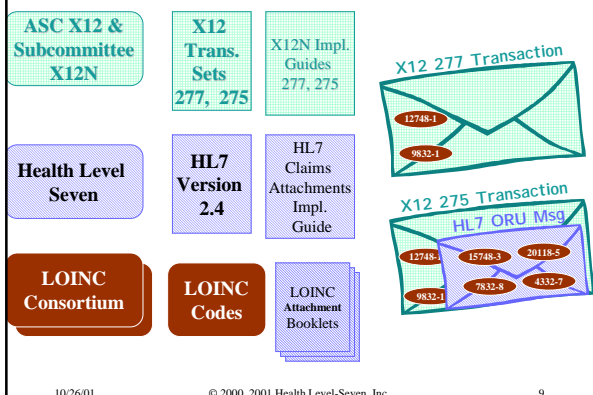 ASC X12 &
Subcommittee
X12N
X12
Trans.
Sets
277, 275
X12N Impl.
Guides
277, 275
X12 277 Transaction
12748-1
9832-1
Health Level
Seven
HL7
Version
2.4
HL7
Claims
Attachments
Impl.
Guide
X12 275 Transaction
HL7 ORU Msg
12748-
9832-1
15748-3
20118-5
7832-8
4332-7
LOINC
Consortium
LOINC
Codes
LOINC
Attachment
Booklets
10/26/01
© 2000, 2001 Health Level-Seven, Inc.
9